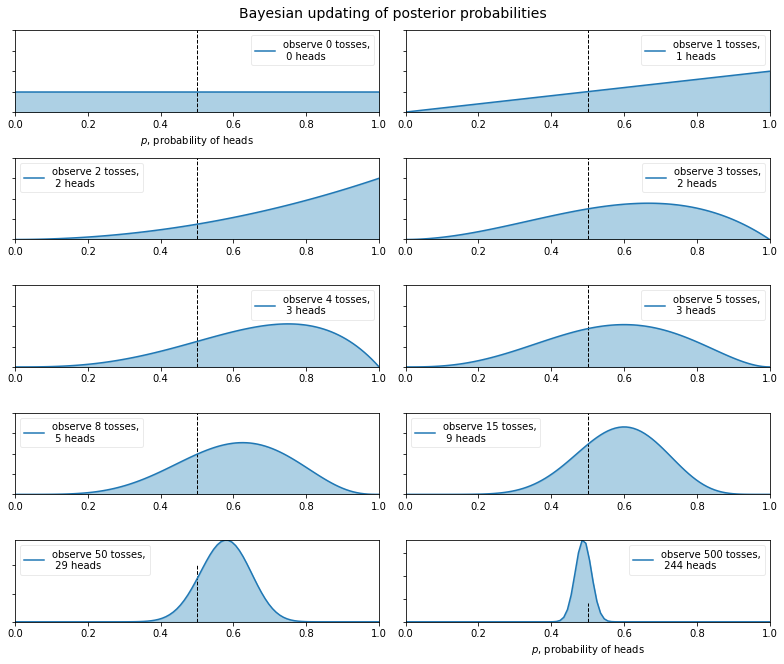 Bayesian updating of posterior probabilities
observe 0 tosses,
0 heads
0.0 0.2 0.4 0.6 0.8 1.0
p, probability of heads
observe 1 tosses,
1 heads
0.0 0.2 0.4 0.6 0.8 1.0
observe 2 tosses,
2 heads
0.0 0.2 0.4 0.6 0.8 1.0
observe 3 tosses,
2 heads
0.0 0.2 0.4 0.6 0.8 1.0
observe 4 tosses,
3 heads
0.0 0.2 0.4 0.6 0.8 1.0
observe 5 tosses,
3 heads
0.0 0.2 0.4 0.6 0.8 1.0
observe 8 tosses,
5 heads
0.0 0.2 0.4 0.6 0.8 1.0
observe 15 tosses,
9 heads
0.0 0.2 0.4 0.6 0.8 1.0
observe 50 tosses,
29 heads
0.0 0.2 0.4 0.6 0.8 1.0
observe 500 tosses,
244 heads
0.0 0.2 0.4 0.6 0.8 1.0
p, probability of heads